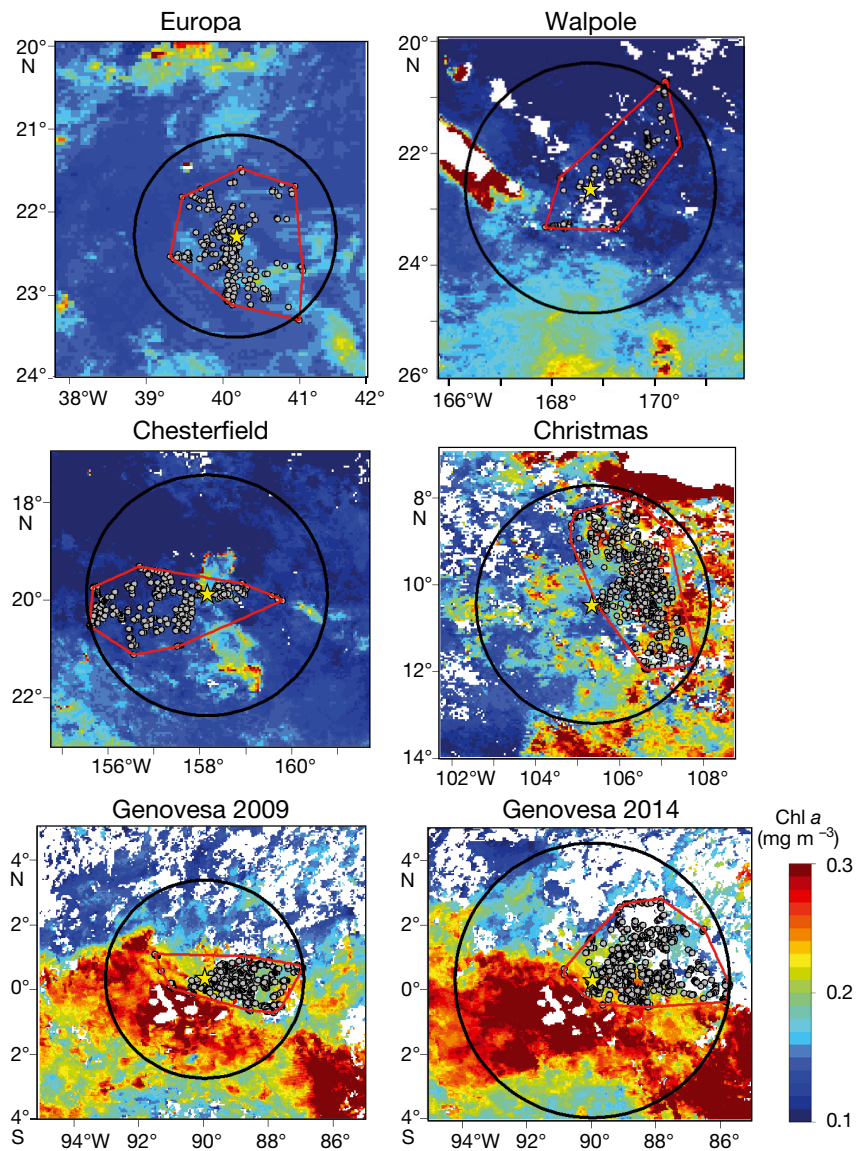 Europa
Walpole
20°
N
21°
22°
23°
24°
38°W 39° 40° 41° 42°
20°
N
22°
24°
26°
166°W 168° 170°
Chesterfield
Christmas
18°
N
20°
22°
156°W 158° 160°
8°
N
10°
12°
14°
102°W 104° 106° 108°
Genovesa 2009
Genovesa 2014
4°
N
2°
0°
2°
4°
S
94°W 92° 90° 88° 86°
4°
N
2°
0°
2°
4°
S
94°W 92° 90° 88° 86°
Chl a
(mg m⁻³)
0.3
0.2
0.1